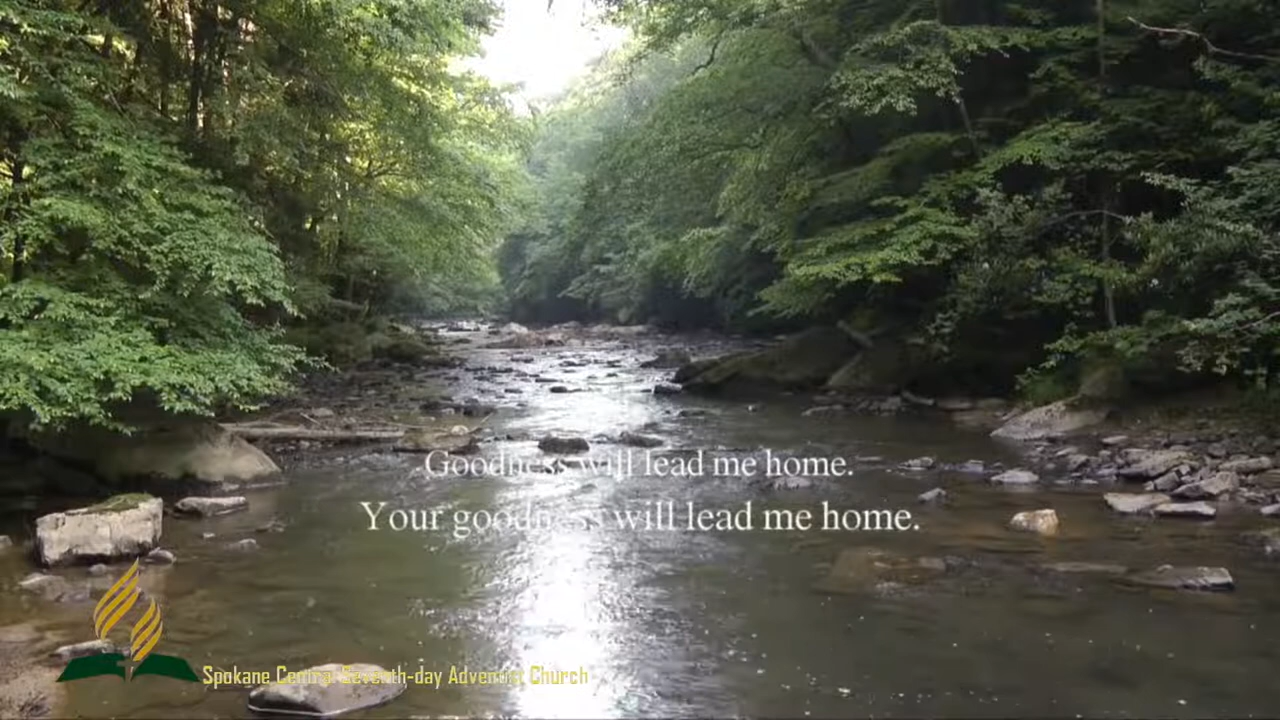 Goodness will lead me home.
Your goodness will lead me home.
Spokane Central Seventh-day Adventist Church